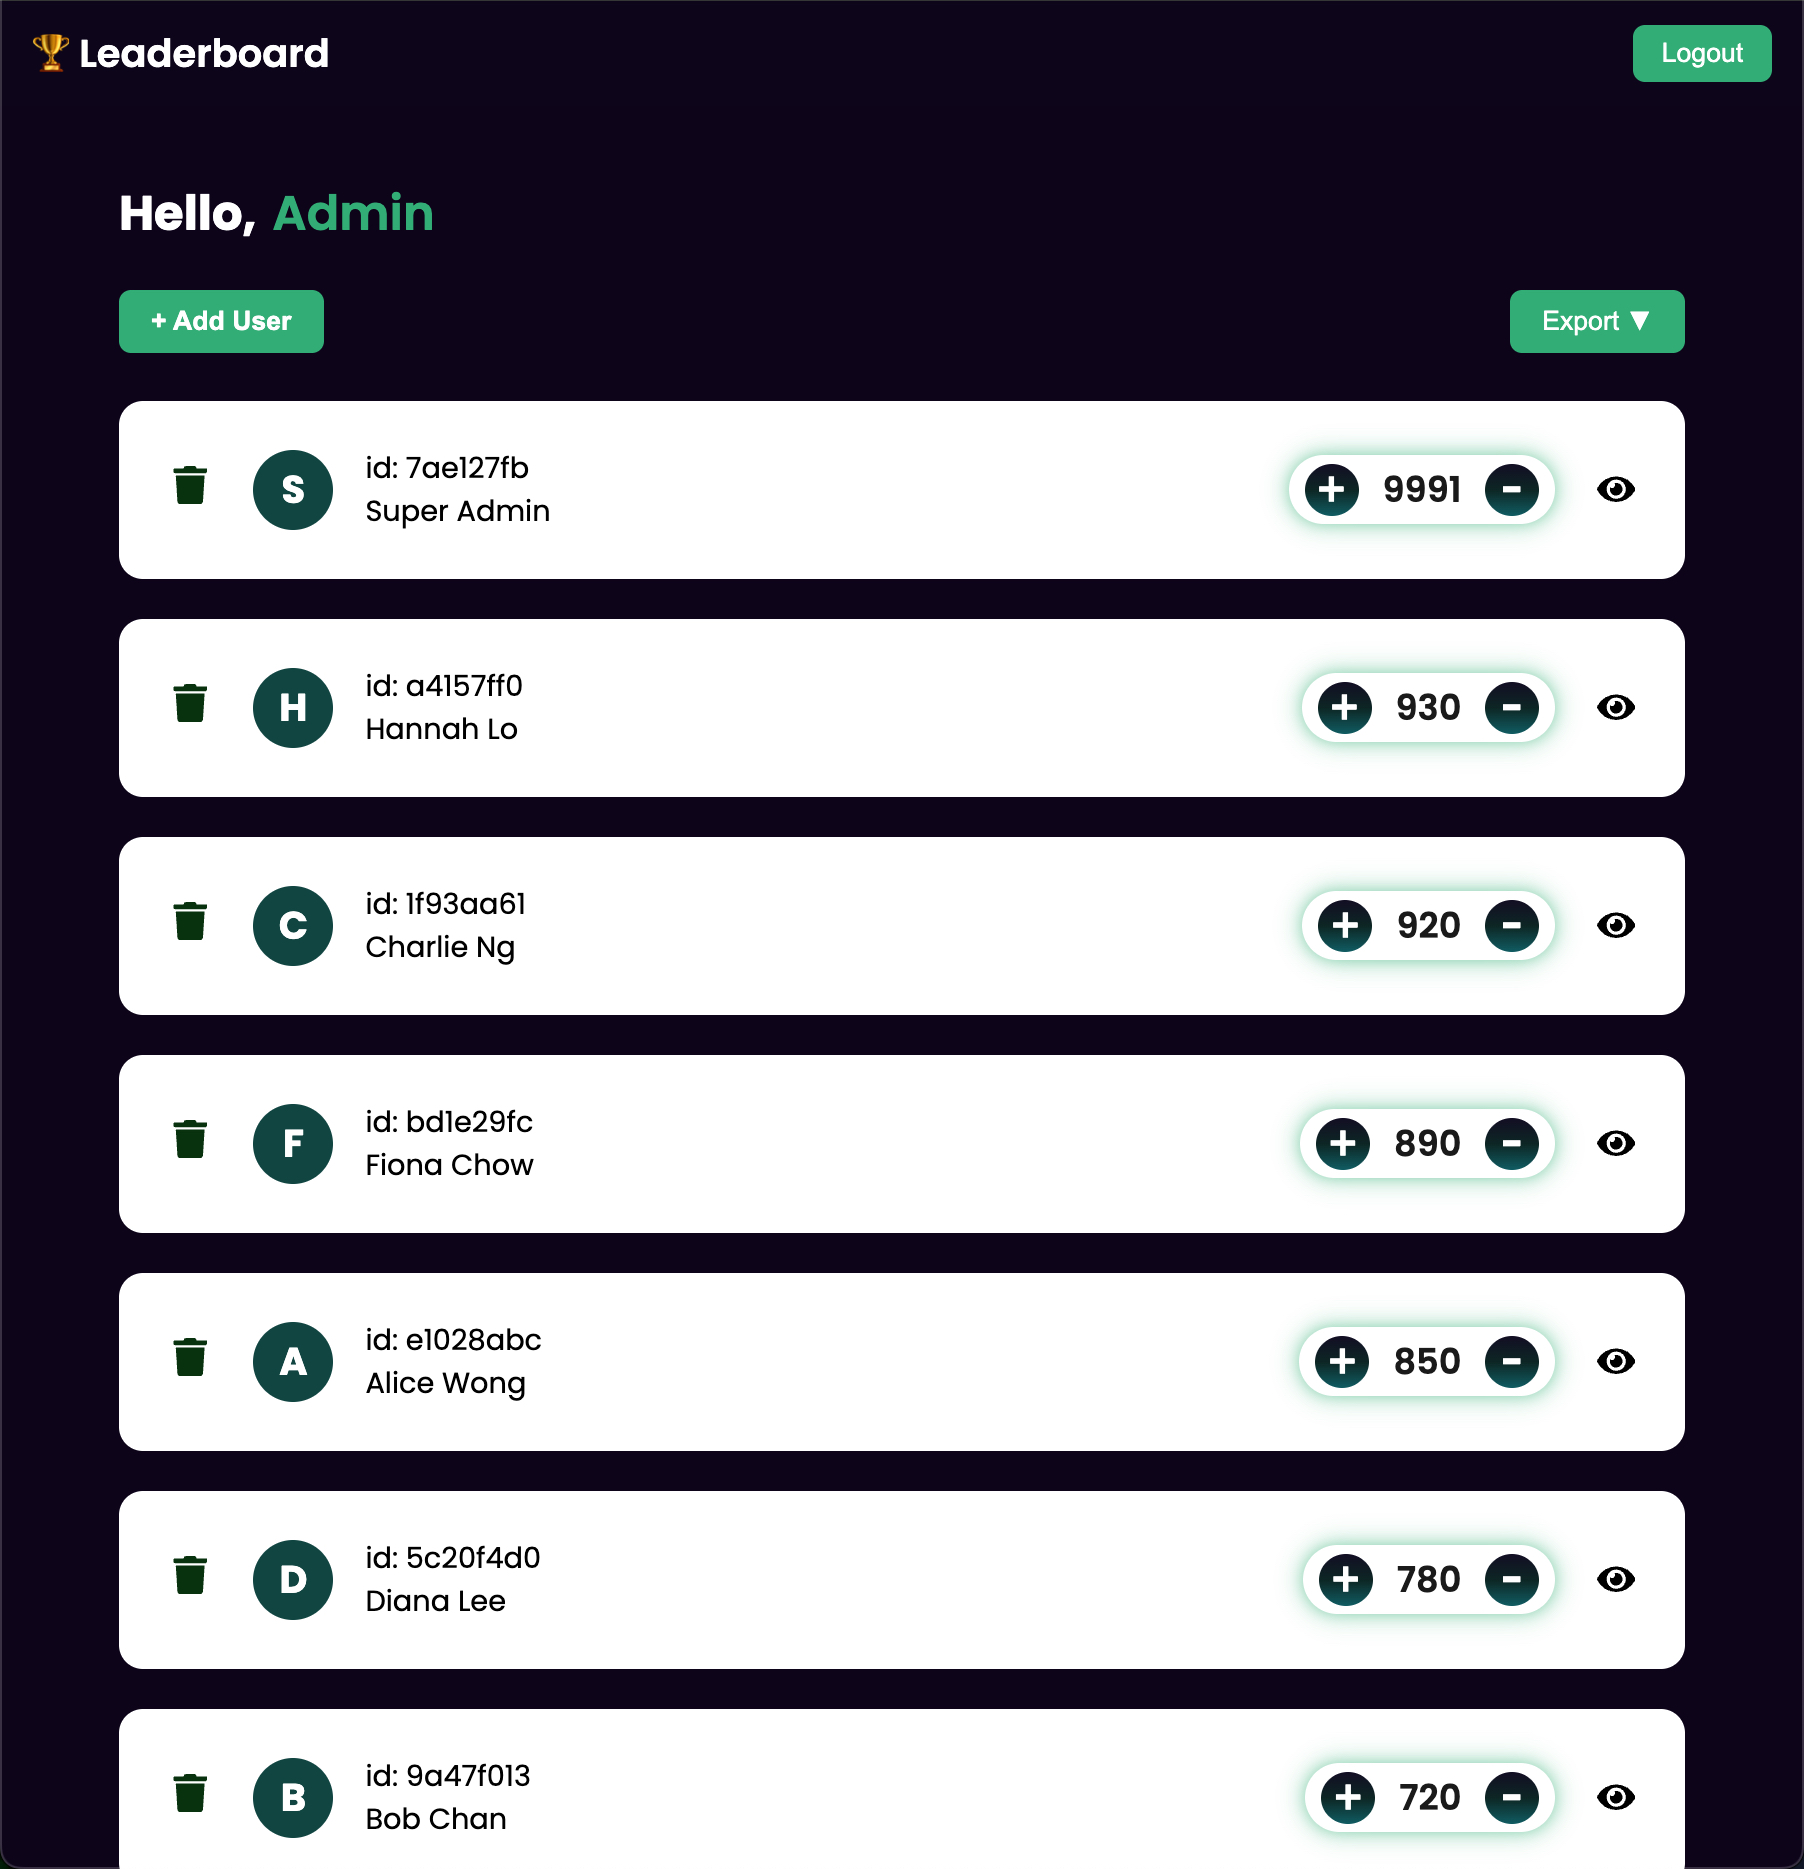 🏆 Leaderboard
Logout
Hello, Admin
+ Add User
Export ▼
S
id: 7ae127fb
Super Admin
+ 9991 -
H
id: a4157ff0
Hannah Lo
+ 930 -
C
id: 1f93aa61
Charlie Ng
+ 920 -
F
id: bd1e29fc
Fiona Chow
+ 890 -
A
id: e1028abc
Alice Wong
+ 850 -
D
id: 5c20f4d0
Diana Lee
+ 780 -
B
id: 9a47f013
Bob Chan
+ 720 -